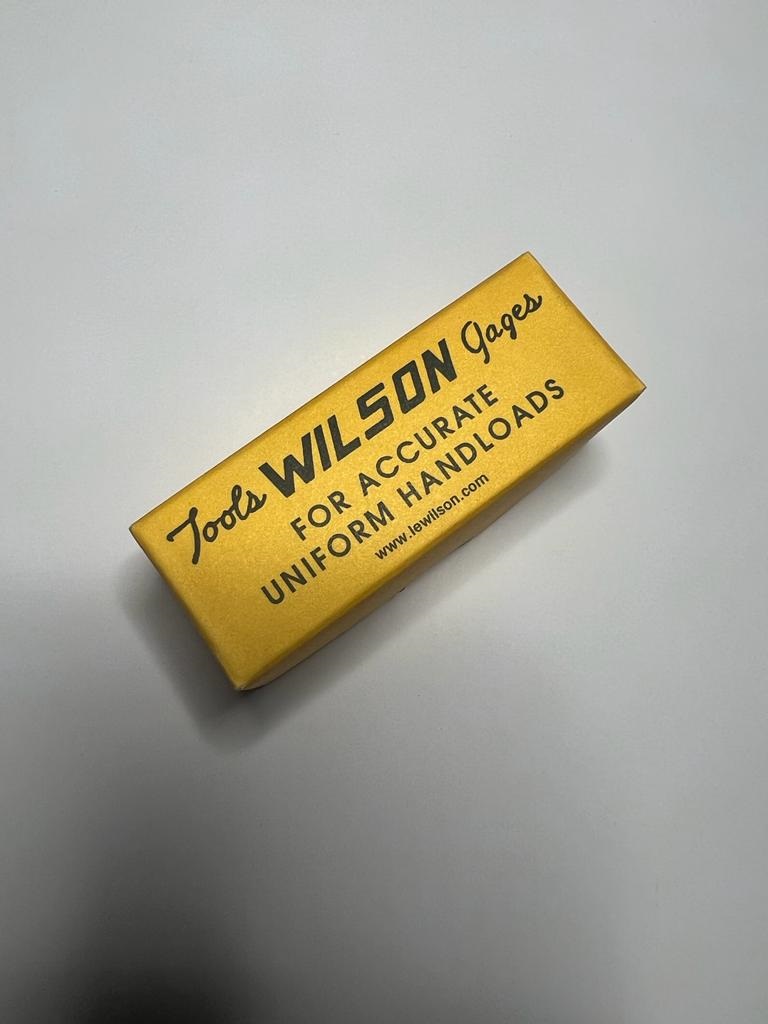 Tools WILSON Gages
FOR ACCURATE
UNIFORM HANDLOADS
www.lewilson.com